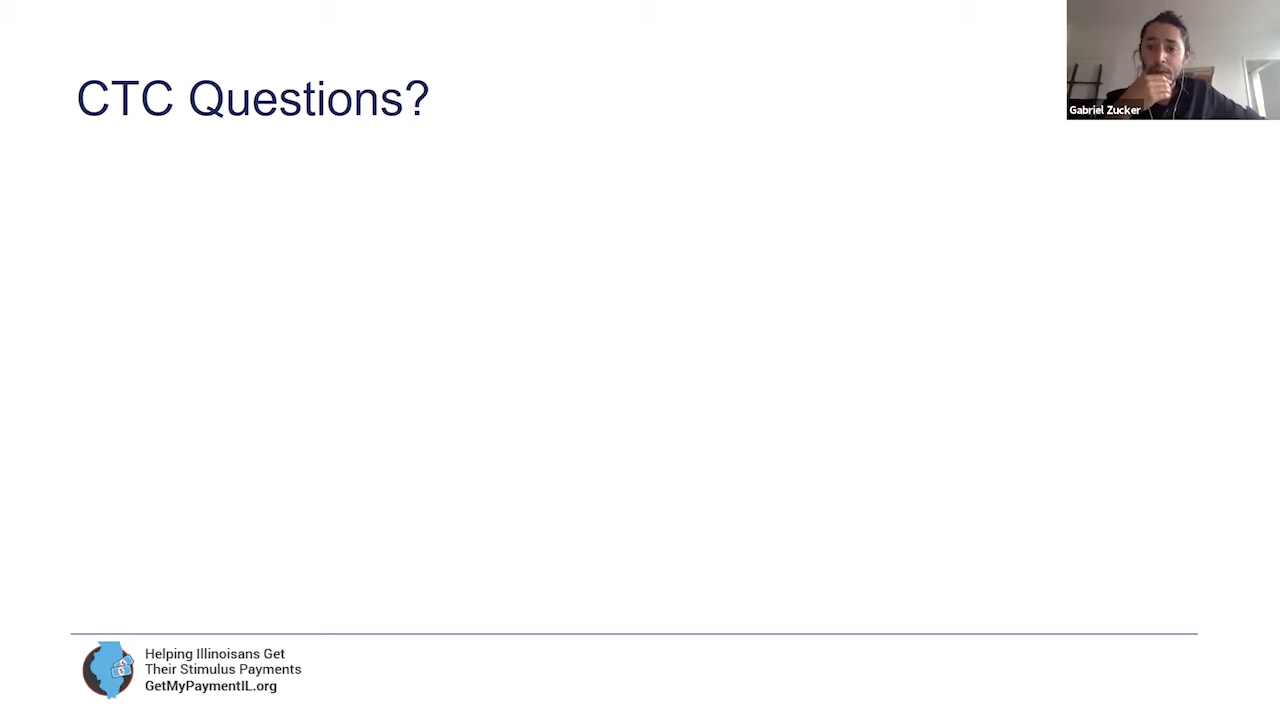 CTC Questions?
Gabriel Zucker
Helping Illinoisans Get
Their Stimulus Payments
GetMyPaymentIL.org